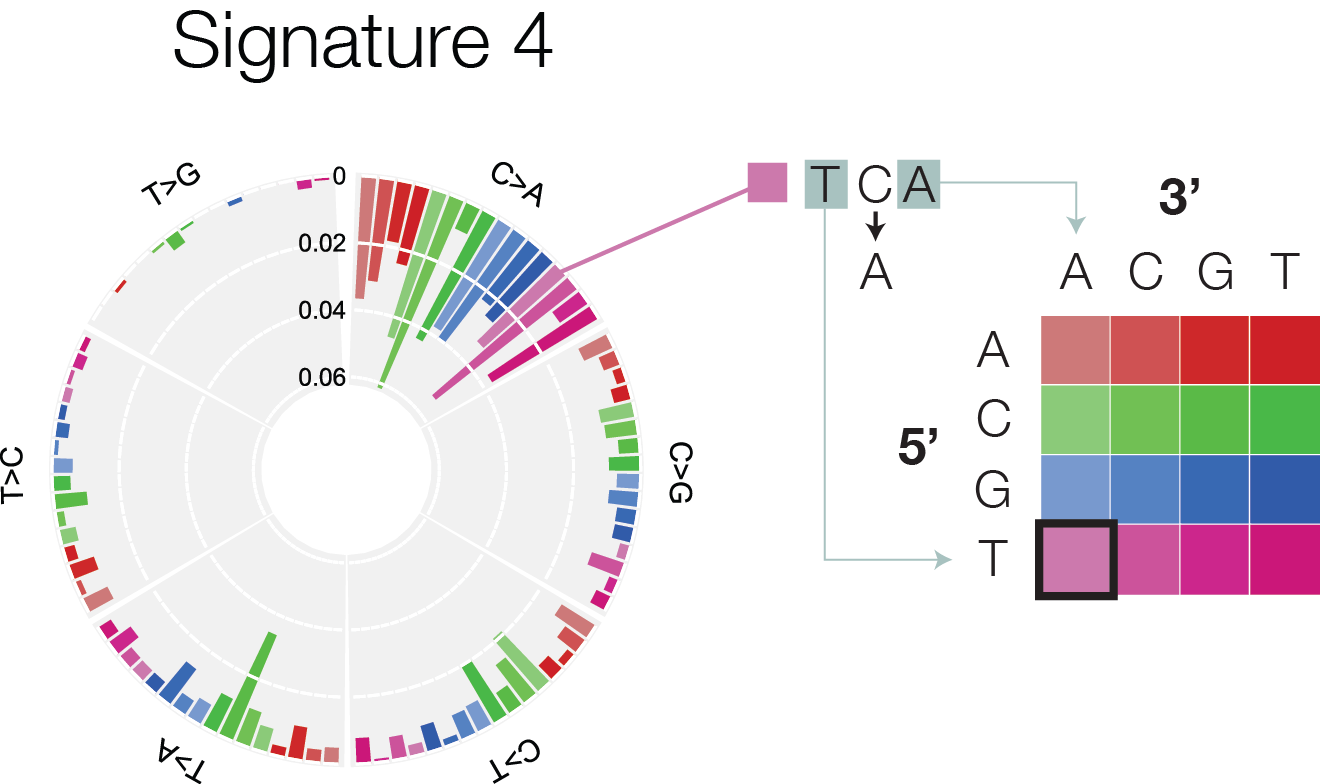 Signature 4
T>G
0
C>A
0.02
0.04
0.06
T>C
C>G
T>A
C>T
T C A
A
3’
A C G T
A
C
5’
G
T